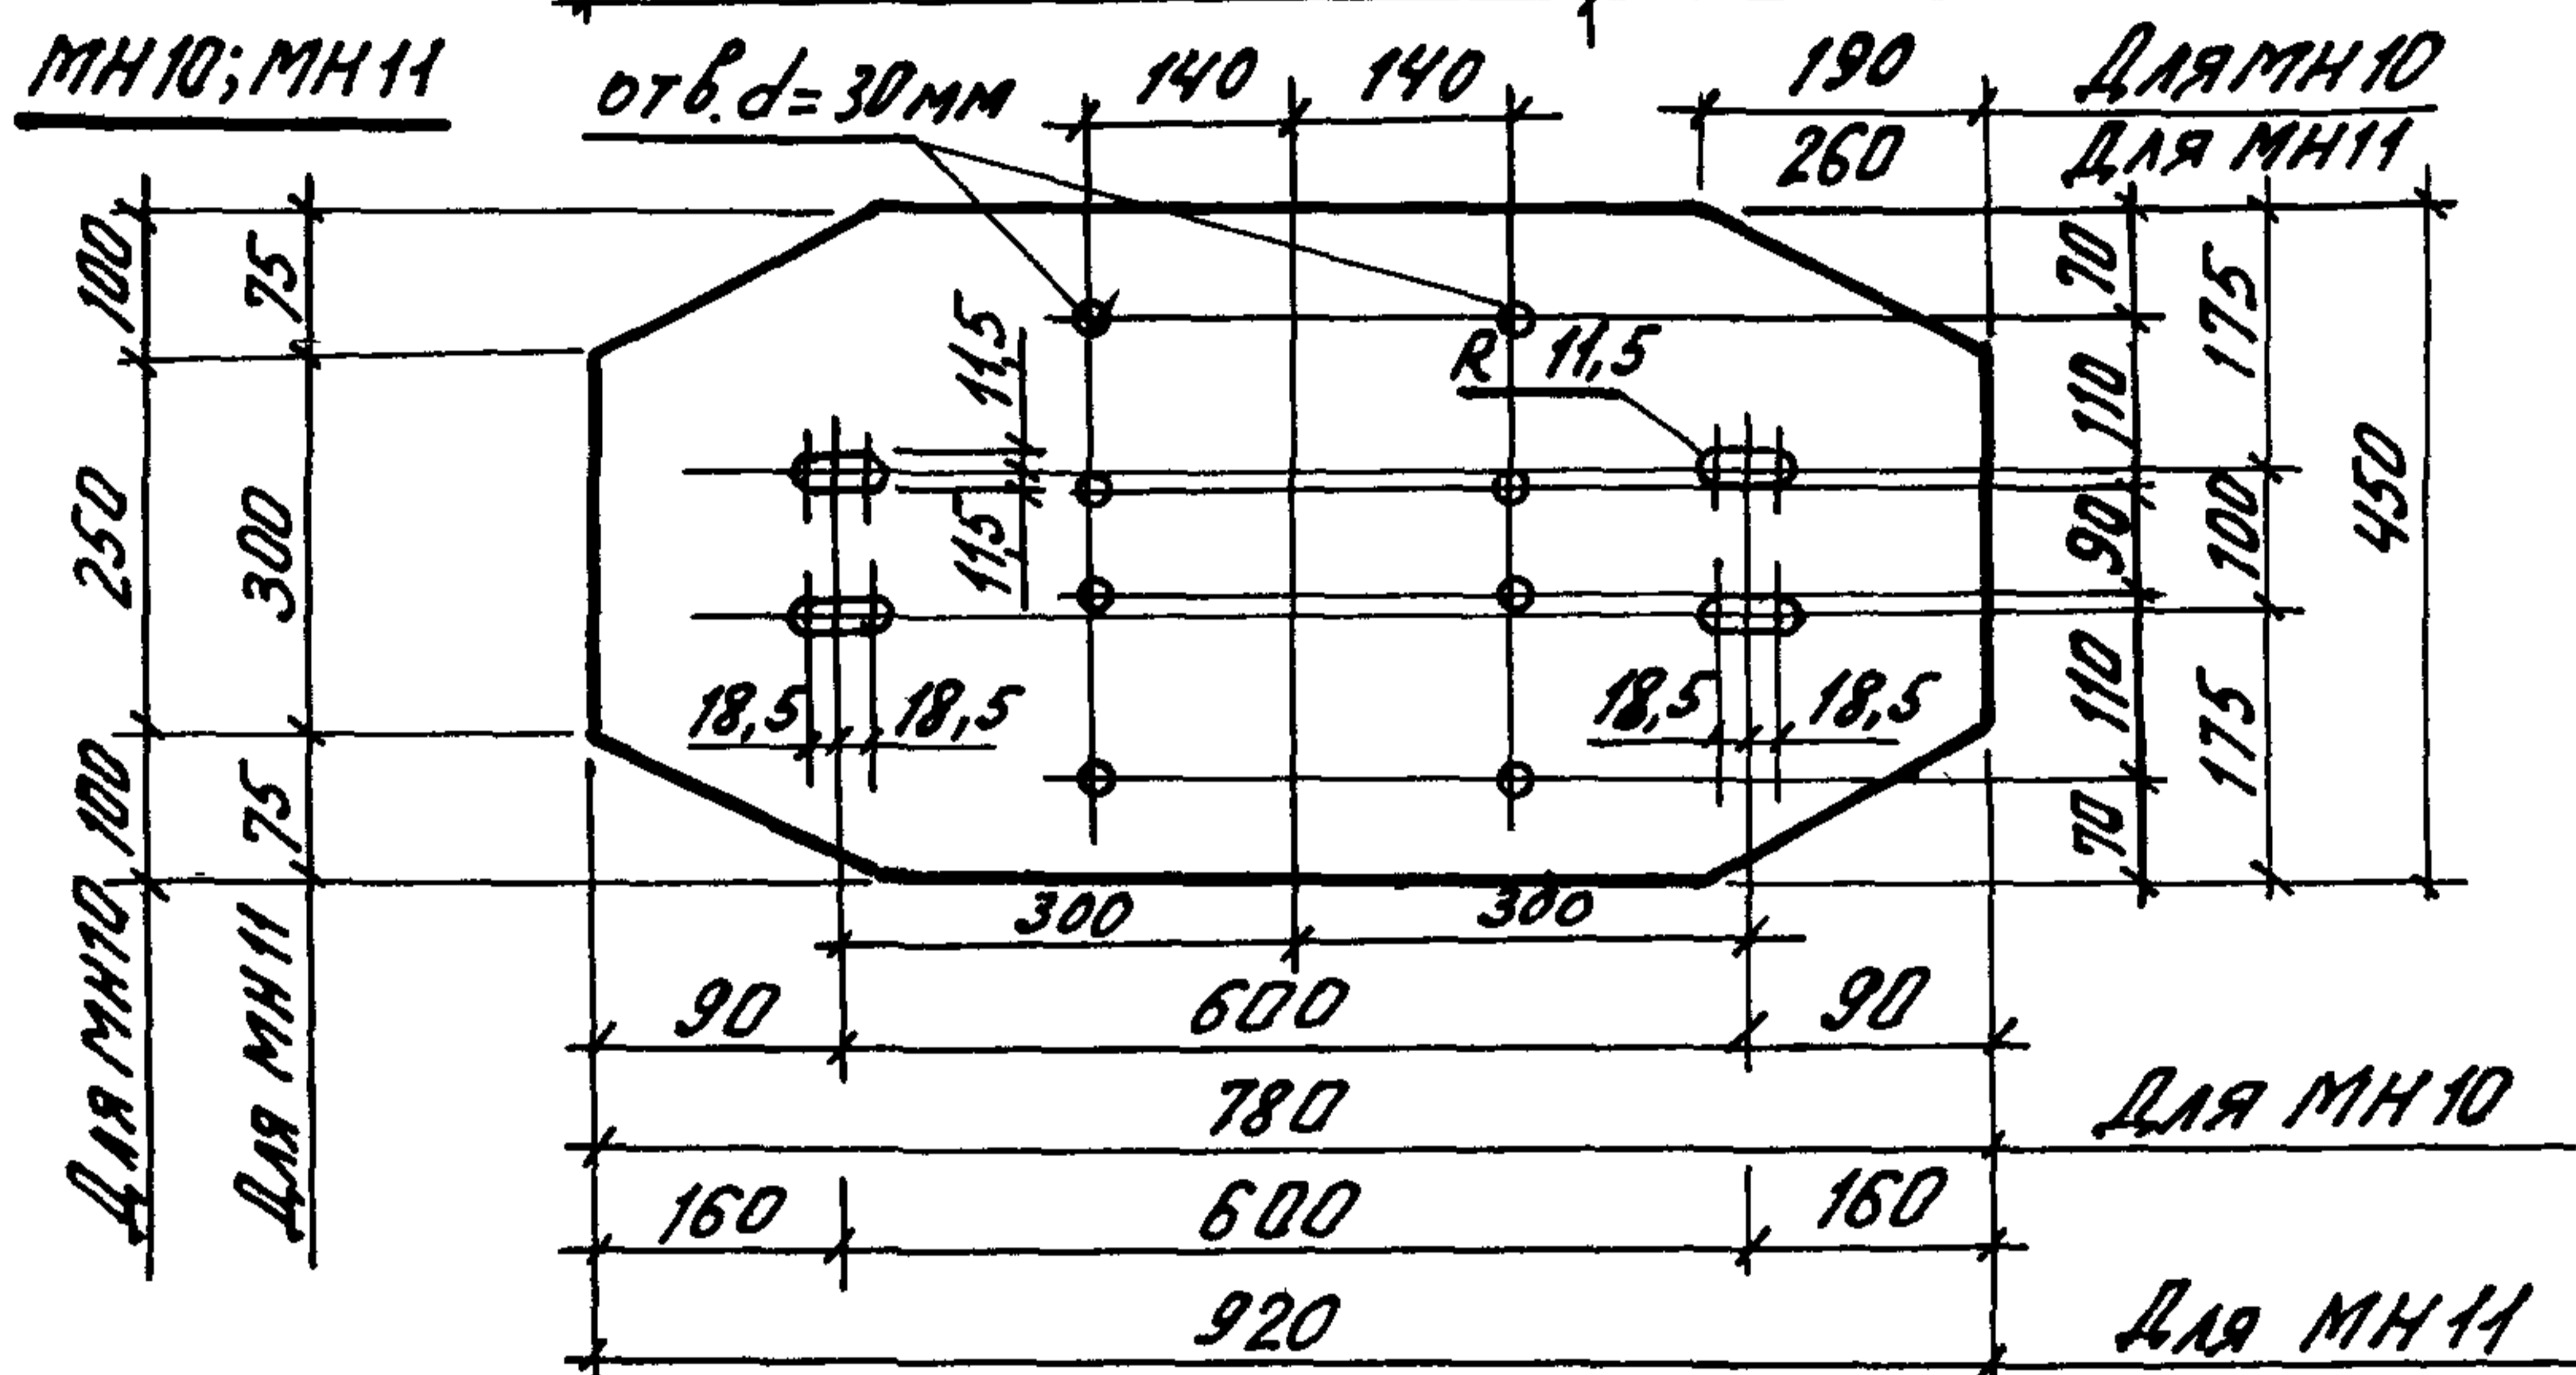 МН10; МН11
отв. d=30мм
140 140
190 Для МН10
260 Для МН11
100 75
250 300
100 75
Для МН10 Для МН11
11,5
11,5
R 11,5
70 175
110 100
90 450
110 175
70
18,5 18,5 18,5 18,5
300 300
90 600 90
780 Для МН10
160 600 160
920 Для МН11